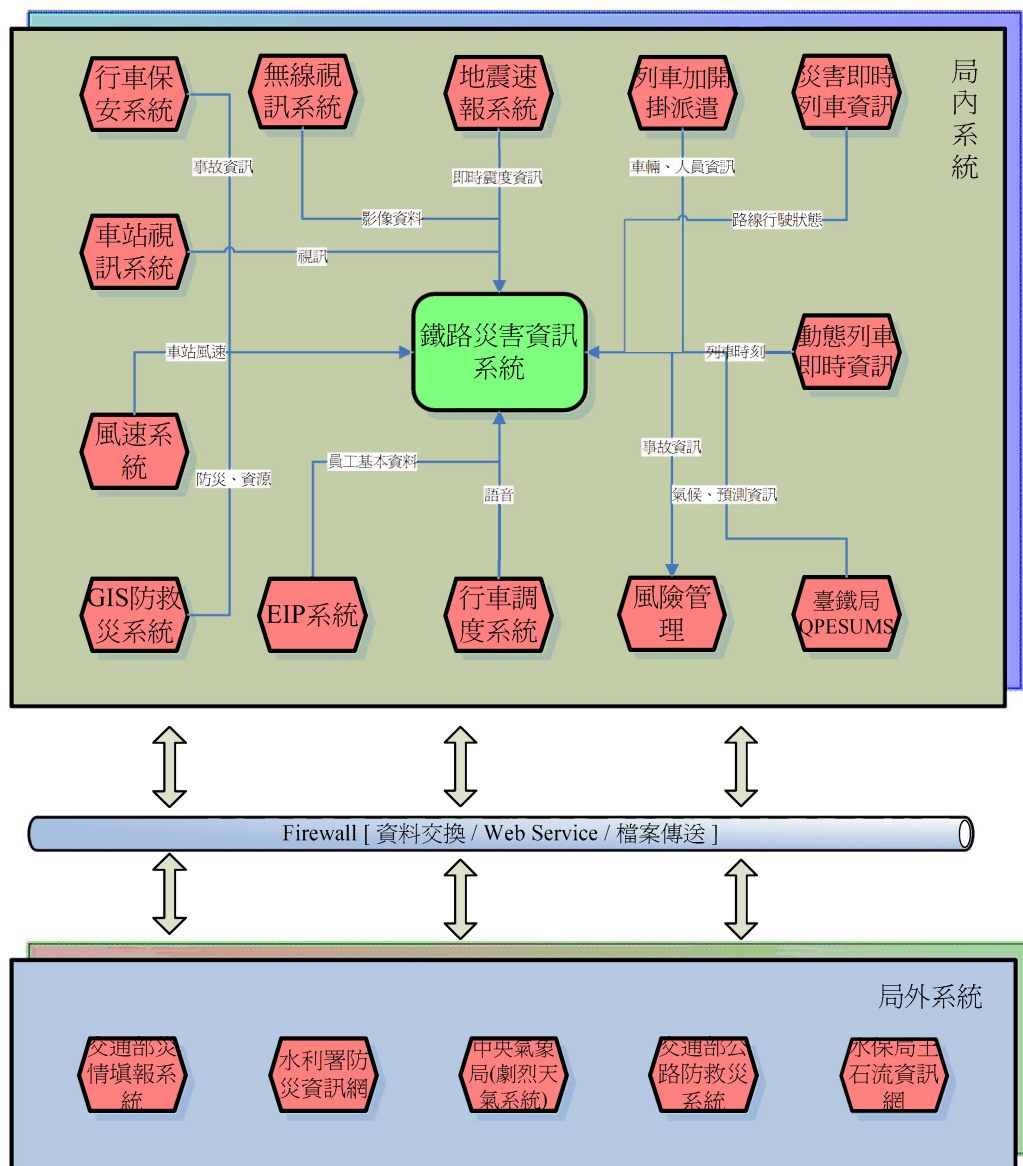 行車保
安系統
無線視
訊系統
地震速
報系統
列車加開
掛派遣
災害即時
列車資訊
局
內
系
統
事故資訊
即時震度資訊
車輛、人員資訊
影像資料
路線行駛狀態
車站視
訊系統
視訊
鐵路災害資訊
系統
車站風速
列車時刻
動態列車
即時資訊
風速系
統
員工基本資料
事故資訊
防災、資源
語音
氣候、預測資訊
GIS防救
災系統
EIP系統
行車調
度系統
風險管
理
臺鐵局
QPESUMS
Firewall [ 資料交換 / Web Service / 檔案傳送 ]
局外系統
交通部災
情填報系
統
水利署防
災資訊網
中央氣象
局(劇烈天
氣系統)
交通部公
路防救災
系統
水保局土
石流資訊
網